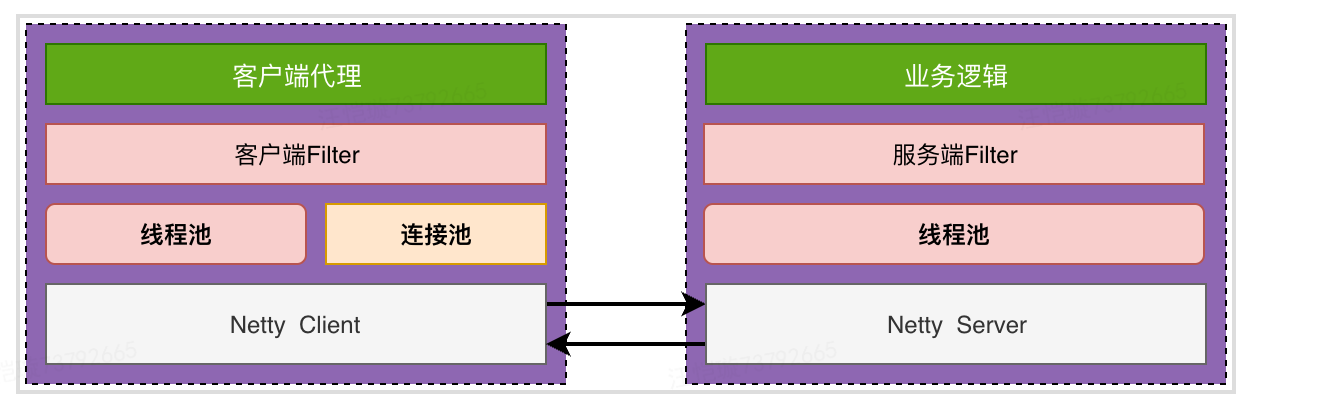 客户端代理
客户端Filter
线程池
连接池
Netty Client
业务逻辑
服务端Filter
线程池
Netty Server